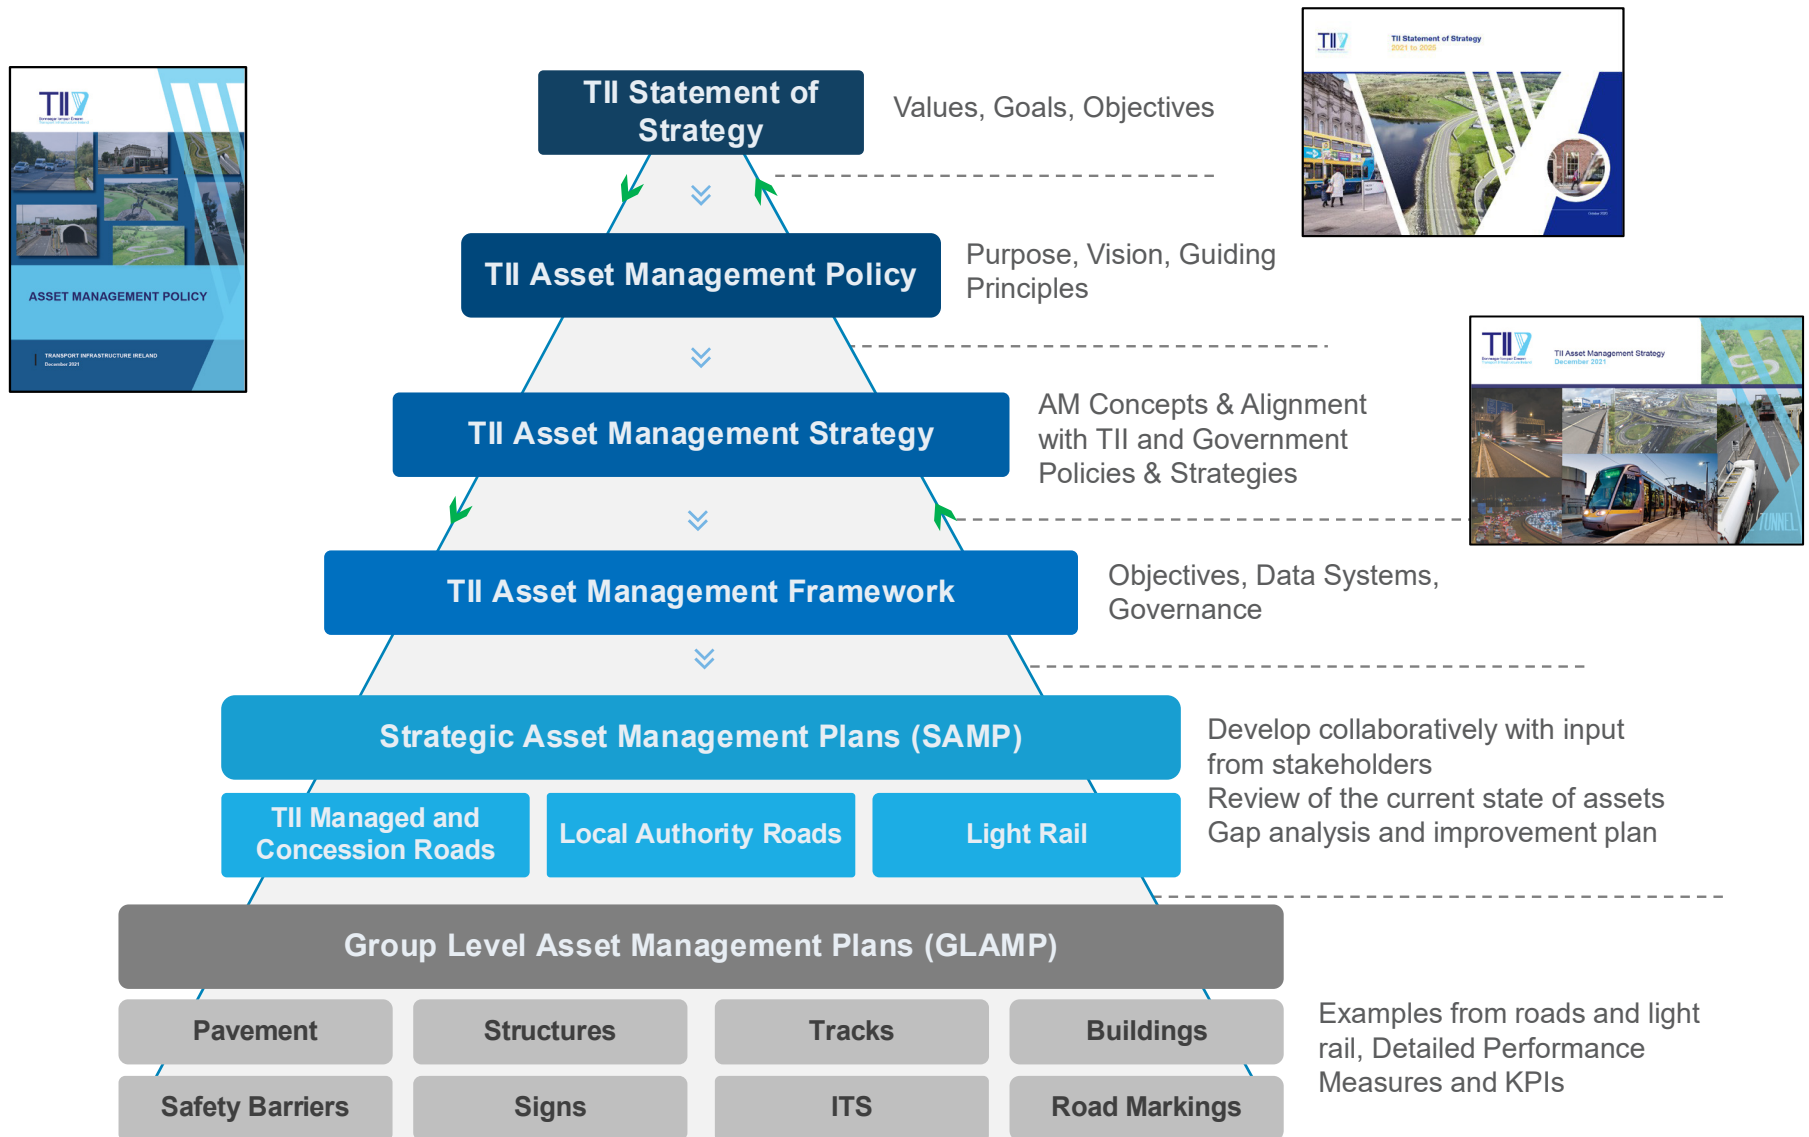 TII
ASSET MANAGEMENT POLICY
TRANSPORT INFRASTRUCTURE IRELAND
December 2021
TII Statement of
Strategy
Values, Goals, Objectives
TII
TII Statement of Strategy
2021 to 2025
TII Asset Management Policy
Purpose, Vision, Guiding
Principles
TII
TII Asset Management Strategy
December 2021
TUNNEL
TII Asset Management Strategy
AM Concepts & Alignment
with TII and Government
Policies & Strategies
TII Asset Management Framework
Objectives, Data Systems,
Governance
Strategic Asset Management Plans (SAMP)
TII Managed and
Concession Roads
Local Authority Roads
Light Rail
Develop collaboratively with input
from stakeholders
Review of the current state of assets
Gap analysis and improvement plan
Group Level Asset Management Plans (GLAMP)
Pavement
Structures
Tracks
Buildings
Safety Barriers
Signs
ITS
Road Markings
Examples from roads and light
rail, Detailed Performance
Measures and KPIs